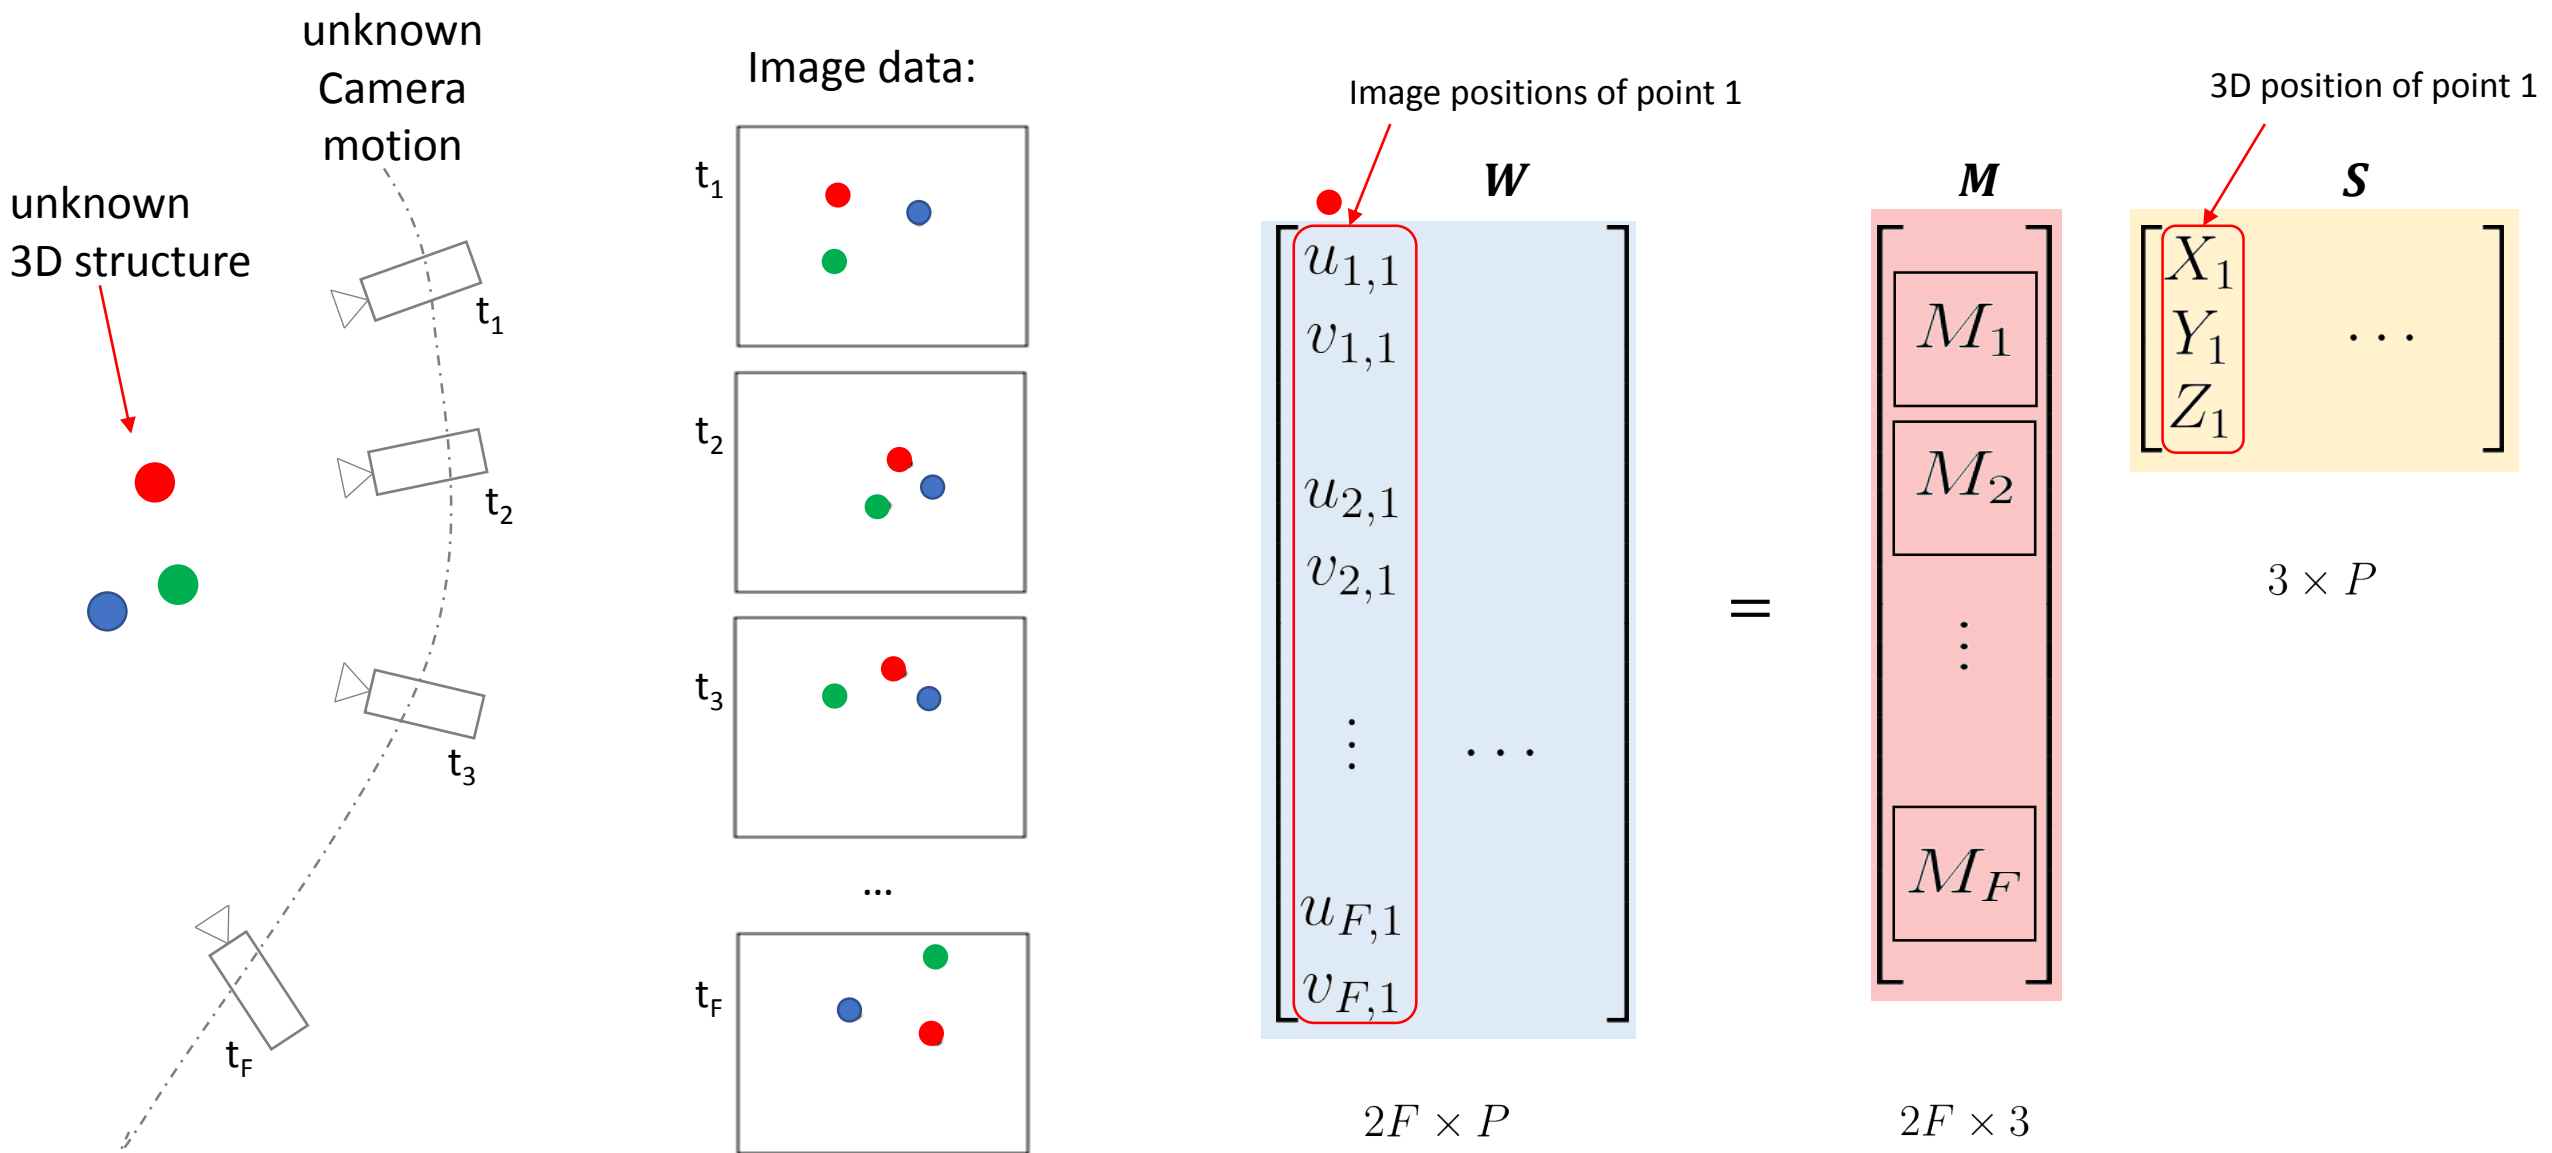 unknown
Camera
motion
unknown
3D structure
t1
t2
t3
tF
Image data:
t1
t2
t3
...
tF
Image positions of point 1
W
u1,1
v1,1
u2,1
v2,1
⋮ ⋯
uF,1
vF,1
2F × P
=
M
M1
M2
⋮
MF
2F × 3
3D position of point 1
S
X1
Y1 ⋯
Z1
3 × P